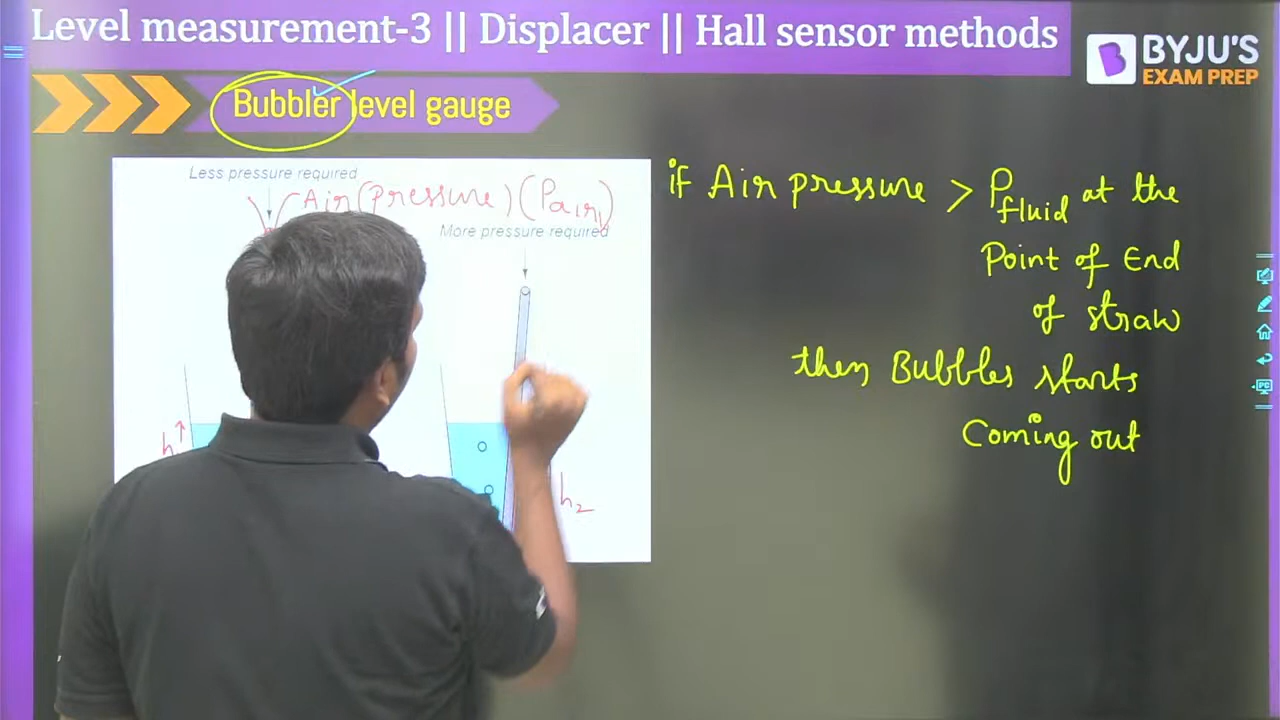 Level measurement-3 || Displacer || Hall sensor methods
BYJU'S
EXAM PREP
Bubbler level gauge
Less pressure required
Air (pressure) (Pair)
More pressure required
h
h2
if Air pressure > Pfluid at the
Point of End
of straw
then Bubbles starts
Coming out
PC